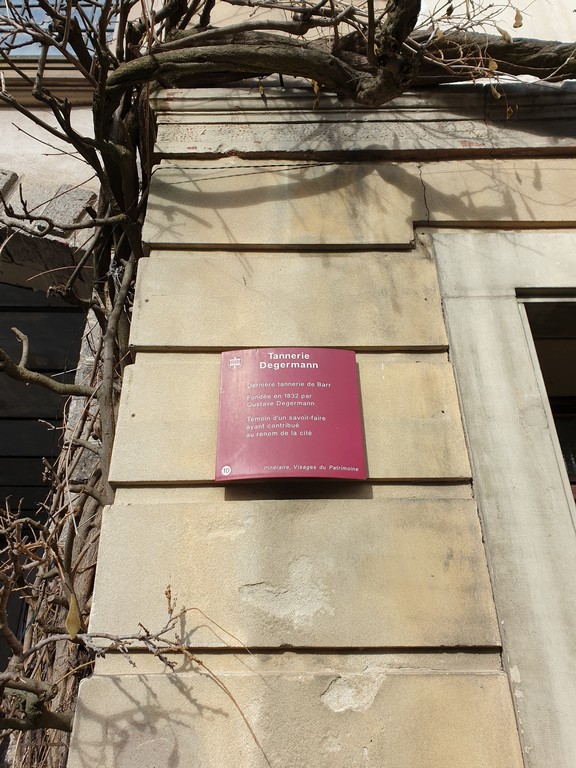 Tannerie
Degermann
Dernière tannerie de Barr
Fondée en 1832 par
Gustave Degermann
Témoin d'un savoir-faire
ayant contribué
au renom de la cité
10
Itinéraire, Visages du Patrimoine